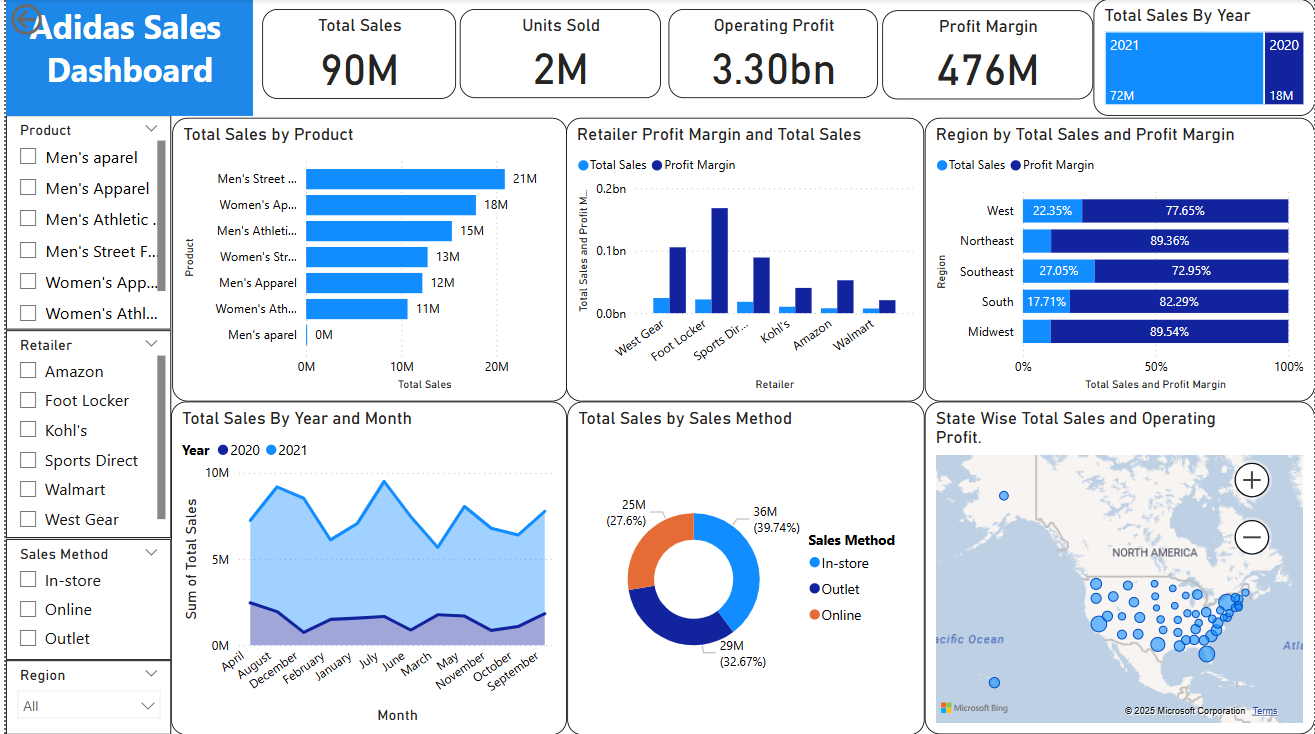 Adidas Sales
Dashboard
Total Sales
90M
Units Sold
2M
Operating Profit
3.30bn
Profit Margin
476M
Total Sales By Year
2021
2020
72M
18M
Product
Men's aparel
Men's Apparel
Men's Athletic .
Men's Street F...
Women's App...
Women's Athl...
Retailer
Amazon
Foot Locker
Kohl's
Sports Direct
Walmart
West Gear
Sales Method
In-store
Online
Outlet
Region
All
Total Sales by Product
Product
Men's Street ...
21M
Women's Ap...
18M
Men's Athleti...
15M
Women's Str...
13M
Men's Apparel
12M
Women's Ath...
11M
Men's aparel
0M
0M
10M
20M
Total Sales
Retailer Profit Margin and Total Sales
Total Sales
Profit Margin
Total Sales and Profit M...
0.2bn
0.1bn
0.0bn
West Gear
Foot Locker
Sports Dir...
Kohl's
Amazon
Walmart
Retailer
Region by Total Sales and Profit Margin
Total Sales
Profit Margin
Region
West
22.35%
77.65%
Northeast
89.36%
Southeast
27.05%
72.95%
South
17.71%
82.29%
Midwest
89.54%
0%
50%
100%
Total Sales and Profit Margin
Total Sales By Year and Month
Year
2020
2021
Sum of Total Sales
10M
5M
0M
April
August
December
February
January
July
June
March
May
November
October
September
Month
Total Sales by Sales Method
25M
(27.6%)
36M
(39.74%)
29M
(32.67%)
Sales Method
In-store
Outlet
Online
State Wise Total Sales and Operating
Profit.
NORTH AMERICA
acific Ocean
Atl
Microsoft Bing
© 2025 Microsoft Corporation
Terms